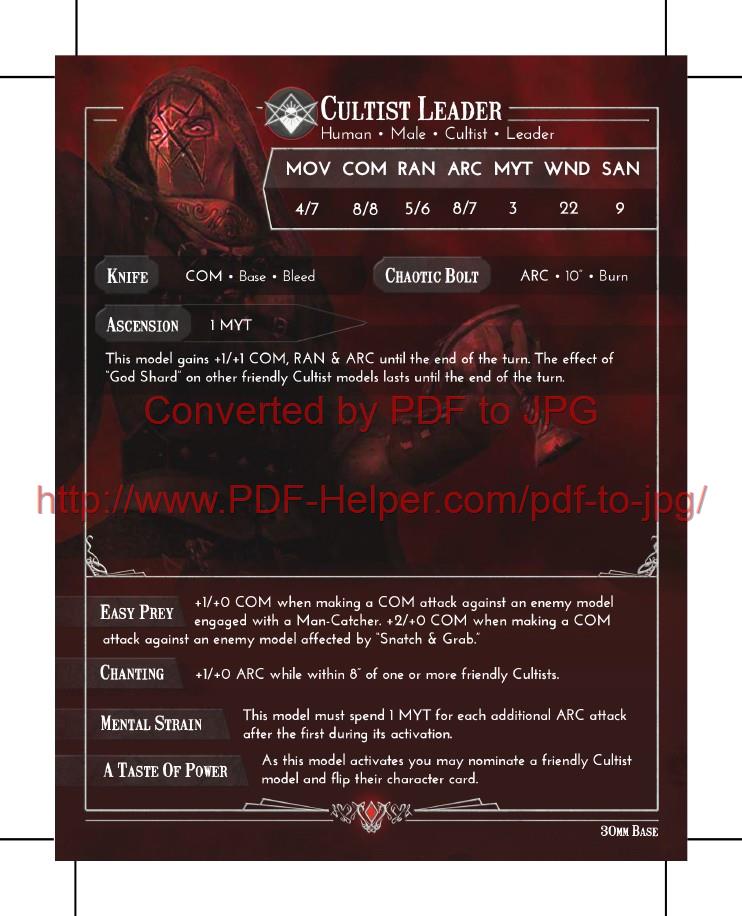 CULTIST LEADER
Human • Male • Cultist • Leader
MOV COM RAN ARC MYT WND SAN
4/7 8/8 5/6 8/7 3 22 9
KNIFE COM • Base • Bleed CHAOTIC BOLT ARC • 10" • Burn
ASCENSION 1 MYT
This model gains +1/+1 COM, RAN & ARC until the end of the turn. The effect of
"God Shard" on other friendly Cultist models lasts until the end of the turn.
Converted by PDF to JPG
http://www.PDF-Helper.com/pdf-to-jpg/
EASY PREY +1/+0 COM when making a COM attack against an enemy model
engaged with a Man-Catcher. +2/+0 COM when making a COM
attack against an enemy model affected by "Snatch & Grab."
CHANTING +1/+0 ARC while within 8" of one or more friendly Cultists.
MENTAL STRAIN This model must spend 1 MYT for each additional ARC attack
after the first during its activation.
A TASTE OF POWER As this model activates you may nominate a friendly Cultist
model and flip their character card.
30MM BASE